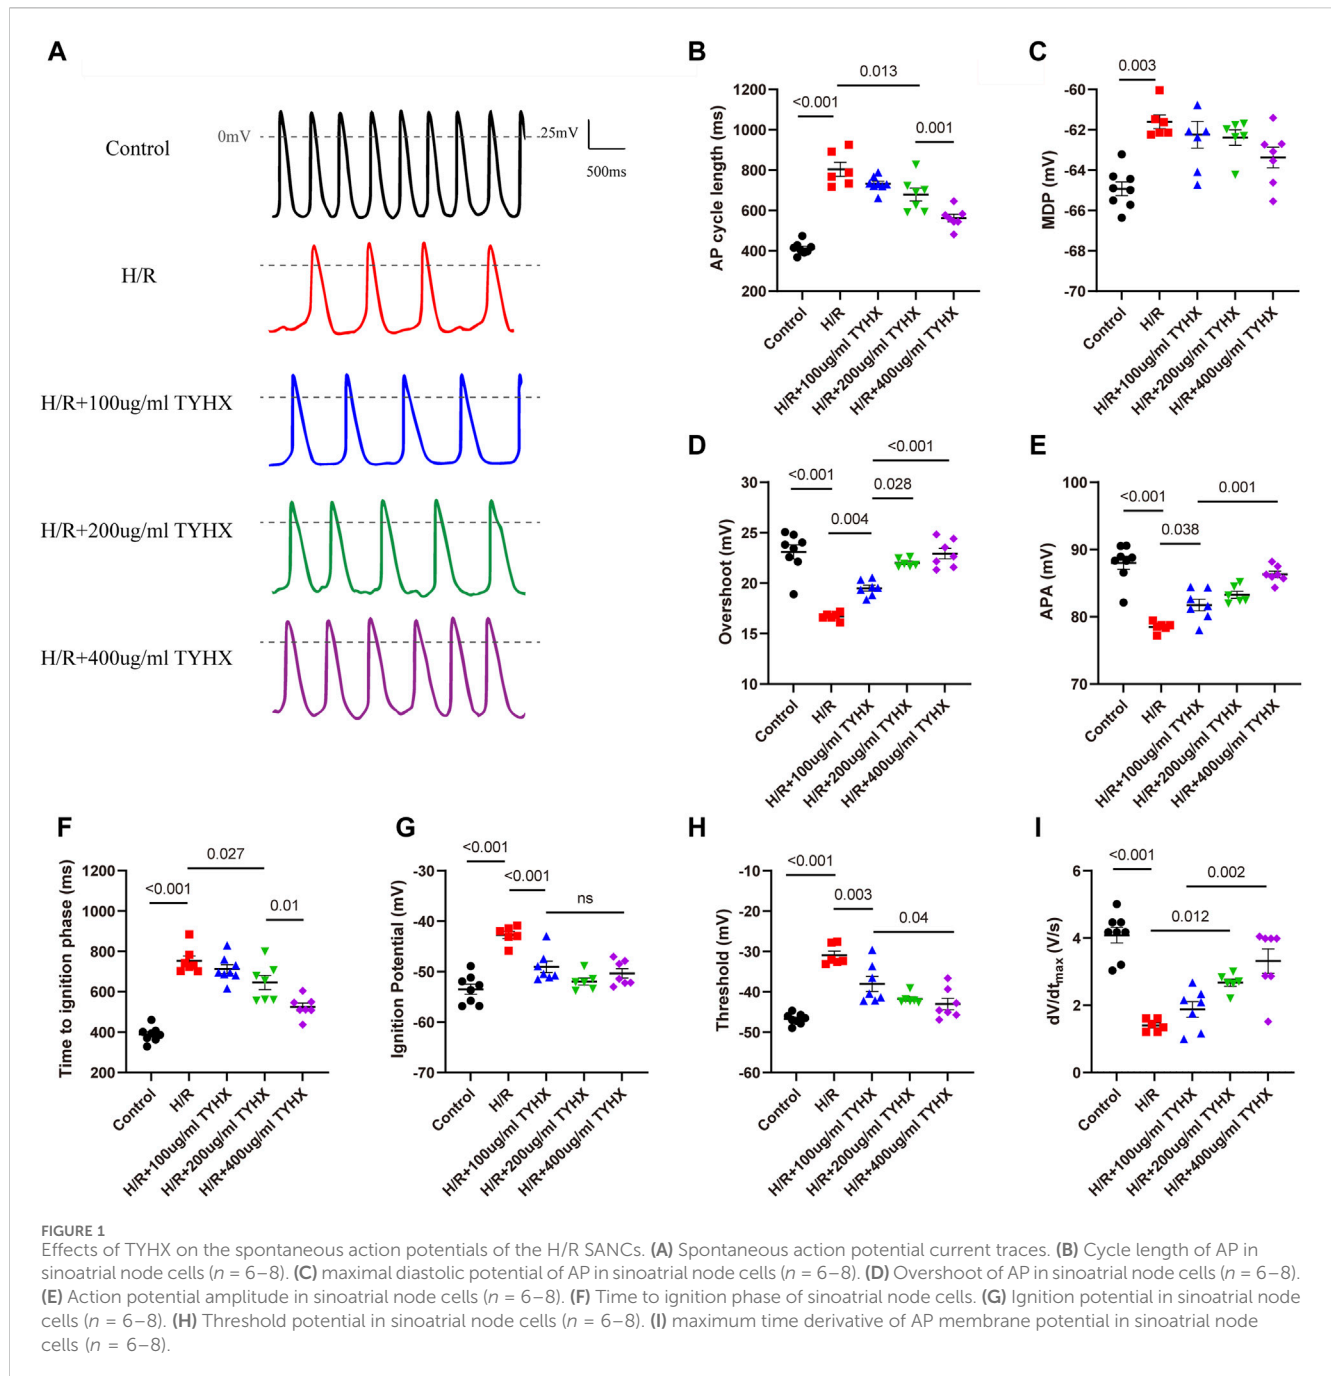 A
Control
0mV
25mV
500ms
H/R
H/R+100ug/ml TYHX
H/R+200ug/ml TYHX
H/R+400ug/ml TYHX
B
0.013
<0.001
0.001
1200
1000
800
600
400
200
AP cycle length (ms)
Control
H/R
H/R+100ug/ml TYHX
H/R+200ug/ml TYHX
H/R+400ug/ml TYHX
C
0.003
-60
-62
-64
-66
-68
-70
MDP (mV)
Control
H/R
H/R+100ug/ml TYHX
H/R+200ug/ml TYHX
H/R+400ug/ml TYHX
D
<0.001
<0.001
0.028
0.004
30
25
20
15
10
Overshoot (mV)
Control
H/R
H/R+100ug/ml TYHX
H/R+200ug/ml TYHX
H/R+400ug/ml TYHX
E
<0.001
0.001
0.038
100
90
80
70
APA (mV)
Control
H/R
H/R+100ug/ml TYHX
H/R+200ug/ml TYHX
H/R+400ug/ml TYHX
F
0.027
<0.001
0.01
1200
1000
800
600
400
200
Time to ignition phase (ms)
Control
H/R
H/R+100ug/ml TYHX
H/R+200ug/ml TYHX
H/R+400ug/ml TYHX
G
<0.001
<0.001
ns
-30
-40
-50
-60
-70
Ignition Potential (mV)
Control
H/R
H/R+100ug/ml TYHX
H/R+200ug/ml TYHX
H/R+400ug/ml TYHX
H
<0.001
0.003
0.04
-10
-20
-30
-40
-50
-60
Threshold (mV)
Control
H/R
H/R+100ug/ml TYHX
H/R+200ug/ml TYHX
H/R+400ug/ml TYHX
I
<0.001
0.002
0.012
6
4
2
0
dV/dtmax (V/s)
Control
H/R
H/R+100ug/ml TYHX
H/R+200ug/ml TYHX
H/R+400ug/ml TYHX
FIGURE 1
Effects of TYHX on the spontaneous action potentials of the H/R SANCs. (A) Spontaneous action potential current traces. (B) Cycle length of AP in
sinoatrial node cells (n = 6–8). (C) maximal diastolic potential of AP in sinoatrial node cells (n = 6–8). (D) Overshoot of AP in sinoatrial node cells (n = 6–8).
(E) Action potential amplitude in sinoatrial node cells (n = 6–8). (F) Time to ignition phase of sinoatrial node cells. (G) Ignition potential in sinoatrial node
cells (n = 6–8). (H) Threshold potential in sinoatrial node cells (n = 6–8). (I) maximum time derivative of AP membrane potential in sinoatrial node
cells (n = 6–8).